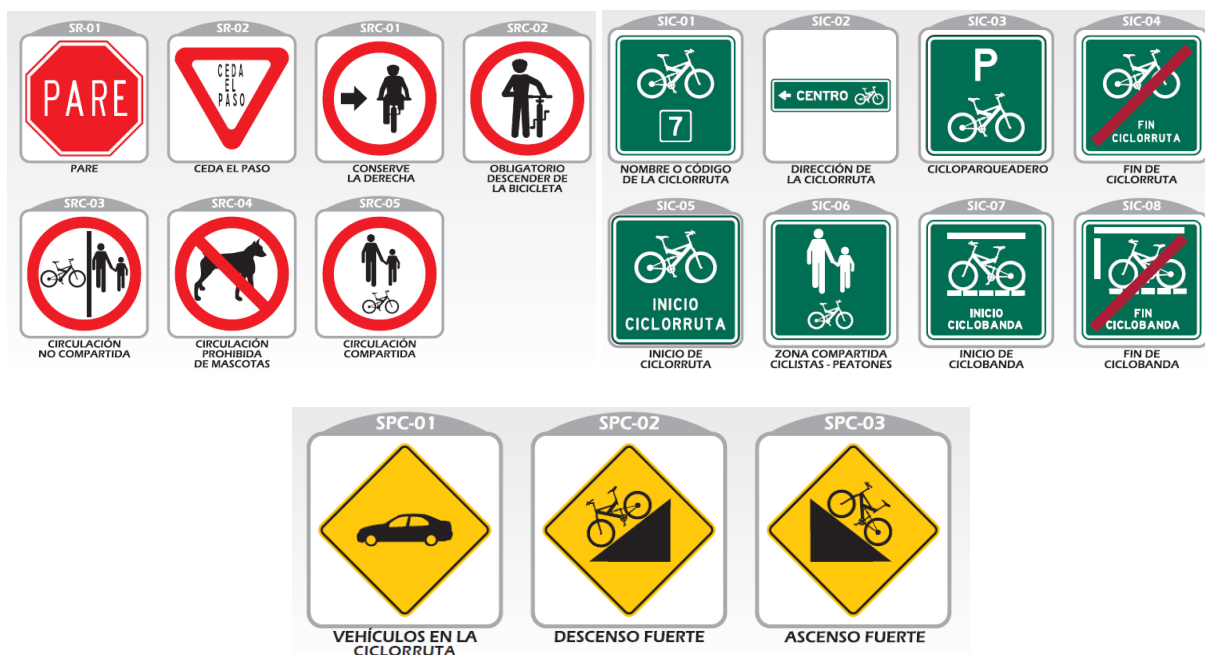 SR-01
PARE
PARE
SR-02
CEDA
EL
PASO
CEDA EL PASO
SRC-01
CONSERVE
LA DERECHA
SRC-02
OBLIGATORIO
DESCENDER DE
LA BICICLETA
SRC-03
CIRCULACIÓN
NO COMPARTIDA
SRC-04
CIRCULACIÓN
PROHIBIDA
DE MASCOTAS
SRC-05
CIRCULACIÓN
COMPARTIDA
SIC-01
7
NOMBRE O CÓDIGO
DE LA CICLORRUTA
SIC-02
CENTRO
DIRECCIÓN DE
LA CICLORRUTA
SIC-03
P
CICLOPARQUEADERO
SIC-04
FIN
CICLORRUTA
FIN DE
CICLORRUTA
SIC-05
INICIO
CICLORRUTA
INICIO DE
CICLORRUTA
SIC-06
ZONA COMPARTIDA
CICLISTAS - PEATONES
SIC-07
INICIO
CICLOBANDA
INICIO DE
CICLOBANDA
SIC-08
FIN
CICLOBANDA
FIN DE
CICLOBANDA
SPC-01
VEHÍCULOS EN LA
CICLORRUTA
SPC-02
DESCENSO FUERTE
SPC-03
ASCENSO FUERTE